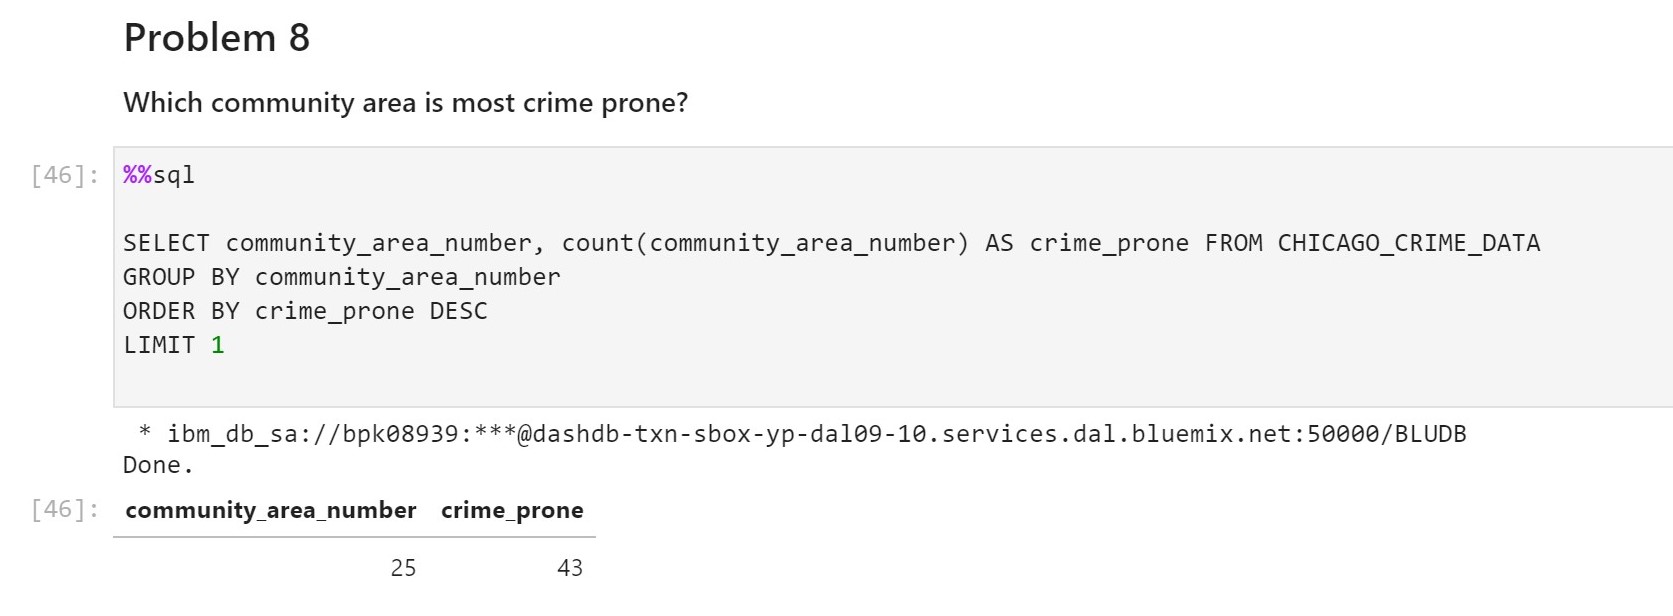 Problem 8
Which community area is most crime prone?
[46]: %%sql
SELECT community_area_number, count(community_area_number) AS crime_prone FROM CHICAGO_CRIME_DATA
GROUP BY community_area_number
ORDER BY crime_prone DESC
LIMIT 1
* ibm_db_sa://bpk08939:***@dashdb-txn-sbox-yp-dal09-10.services.dal.bluemix.net:50000/BLUDB
Done.
[46]: community_area_number crime_prone
25 43